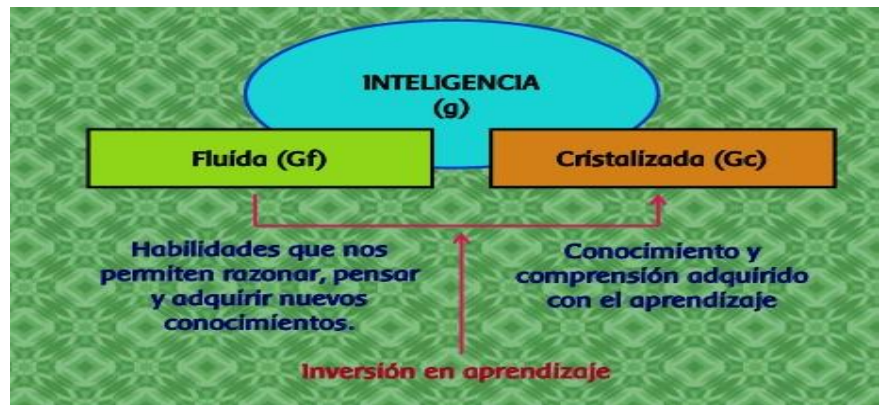 INTELIGENCIA
(g)
Fluída (Gf)
Cristalizada (Gc)
Habilidades que nos
permiten razonar, pensar
y adquirir nuevos
conocimientos.
Conocimiento y
comprensión adquirido
con el aprendizaje
Inversión en aprendizaje